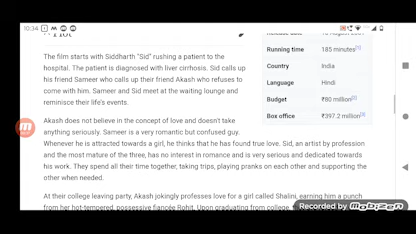 10:34
Running time 185 minutes[1]
The film starts with Siddharth "Sid" rushing a patient to the
hospital. The patient is diagnosed with liver cirrhosis. Sid calls up
Country India
his friend Sameer who calls up their friend Akash who refuses to
Language Hindi
come with him. Sameer and Sid meet at the waiting lounge and
Budget ₹80 million[2]
reminisce their life's events.
Box office ₹397.2 million[3]
Akash does not believe in the concept of love and doesn't take
anything seriously. Sameer is a very romantic but confused guy.
Whenever he is attracted towards a girl, he thinks that he has found true love. Sid, an artist by profession
and the most mature of the three, has no interest in romance and is very serious and dedicated towards
his work. They spend all their time together, taking trips, playing pranks on each other and supporting the
other when needed.
At their college leaving party, Akash jokingly professes love for a girl called Shalini, earning him a punch
from her hot-tempered, possessive fiancée Rohit. Upon graduating from college,
Recorded by Mobizen